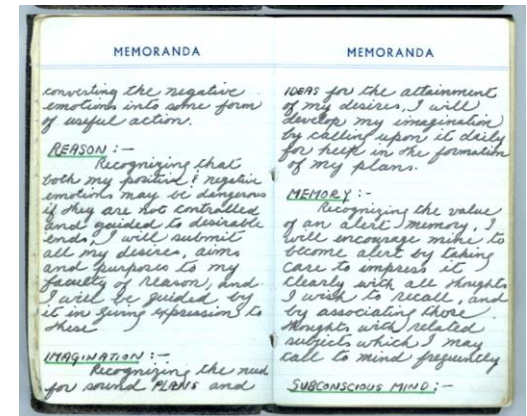 MEMORANDA
converting the negative
emotions into some form
of useful action.
REASON :-
Recognizing that
both my positive & negative
emotions may be dangerous
if they are not controlled
and guided to desirable
ends, I will submit
all my desires, aims
and purposes to my
faculty of reason, and
I will be guided by
it in giving expression to
these
IMAGINATION :-
Recognizing the need
for sound PLANS and
MEMORANDA
IDEAS for the attainment
of my desires, I will
develop my imagination
by calling upon it daily
for help in the formation
of my plans.
MEMORY :-
Recognizing the value
of an alert memory, I
will encourage mine to
become alert by taking
care to impress it
clearly with all thoughts
I wish to recall, and
by associating those
thoughts with related
subjects which I may
call to mind frequently
SUBCONSCIOUS MIND :-